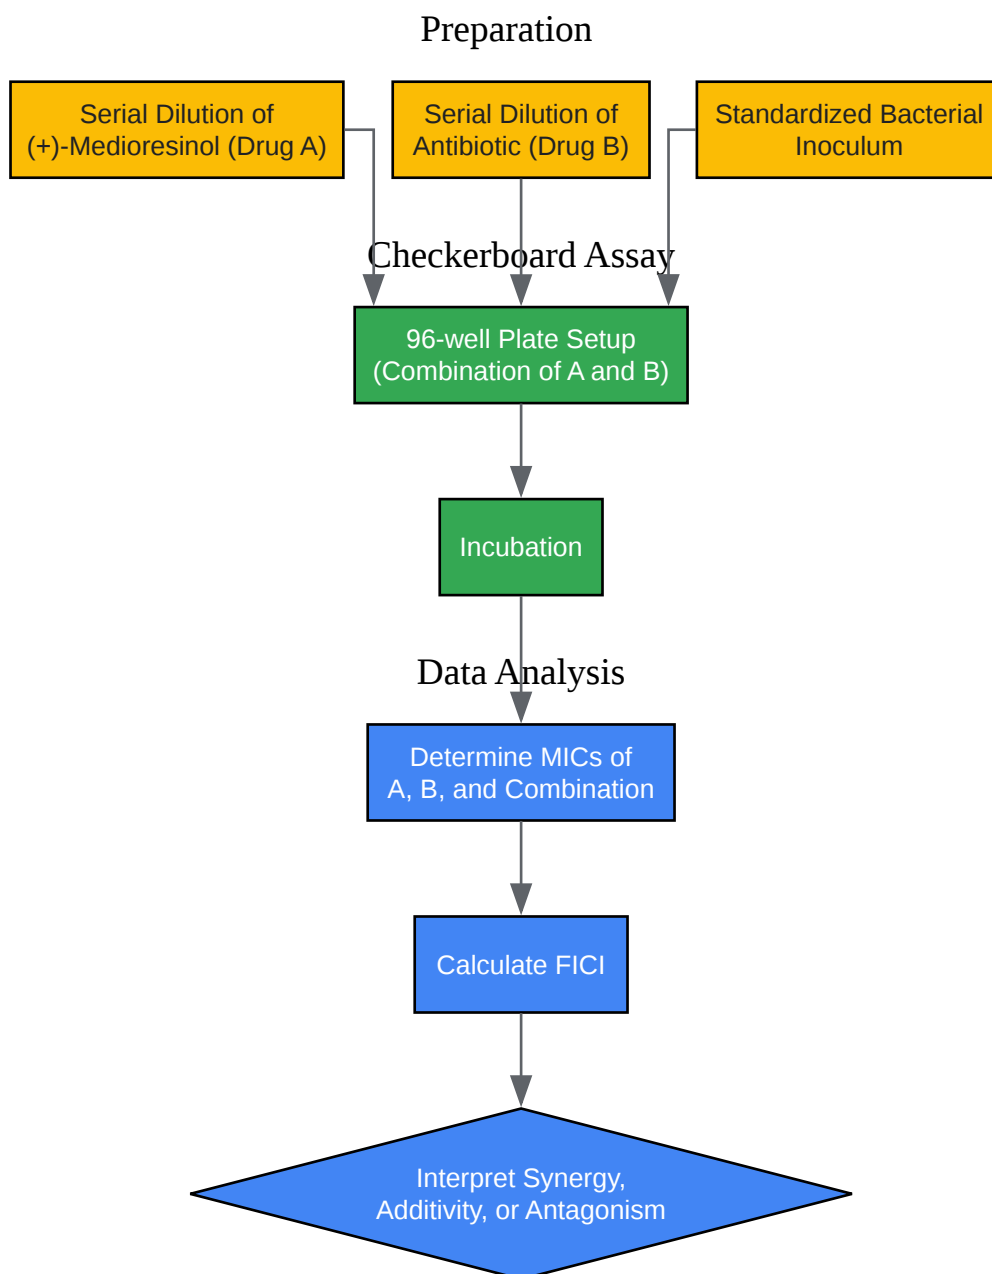 Preparation
Serial Dilution of
(+)-Medioresinol (Drug A)
Serial Dilution of
Antibiotic (Drug B)
Standardized Bacterial
Inoculum
Checkerboard Assay
96-well Plate Setup
(Combination of A and B)
Incubation
Data Analysis
Determine MICs of
A, B, and Combination
Calculate FICI
Interpret Synergy,
Additivity, or Antagonism